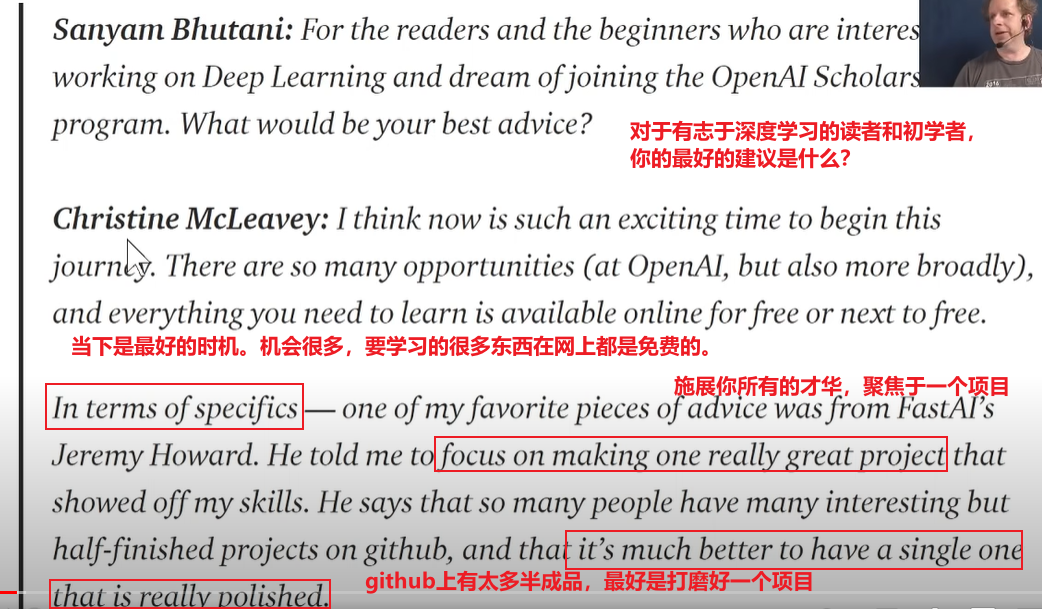 Sanyam Bhutani: For the readers and the beginners who are
working on Deep Learning and dream of joining the OpenAI Scholars
program. What would be your best advice?
对于有志于深度学习的读者和初学者，
你的最好的建议是什么？
Christine McLeavey: I think now is such an exciting time to begin this
journey. There are so many opportunities (at OpenAI, but also more broadly),
and everything you need to learn is available online for free or next to free.
当下是最好的时机。机会很多，要学习的很多东西在网上都是免费的。
施展你所有的才华，聚焦于一个项目
In terms of specifics — one of my favorite pieces of advice was from FastAI’s
Jeremy Howard. He told me to focus on making one really great project that
showed off my skills. He says that so many people have many interesting but
half-finished projects on github, and that it’s much better to have a single one
github上有太多半成品，最好是打磨好一个项目
that is really polished.